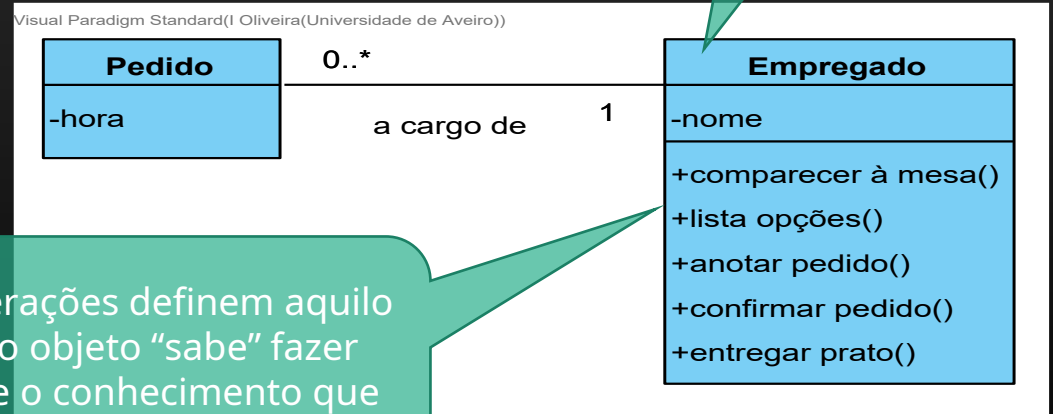 Visual Paradigm Standard(I Oliveira(Universidade de Aveiro))
Pedido
0..*
Empregado
-hora
a cargo de
1
-nome
+comparecer à mesa()
+lista opções()
+anotar pedido()
+confirmar pedido()
+entregar prato()
definem aquilo
o objeto “sabe” fazer
e o conhecimento que